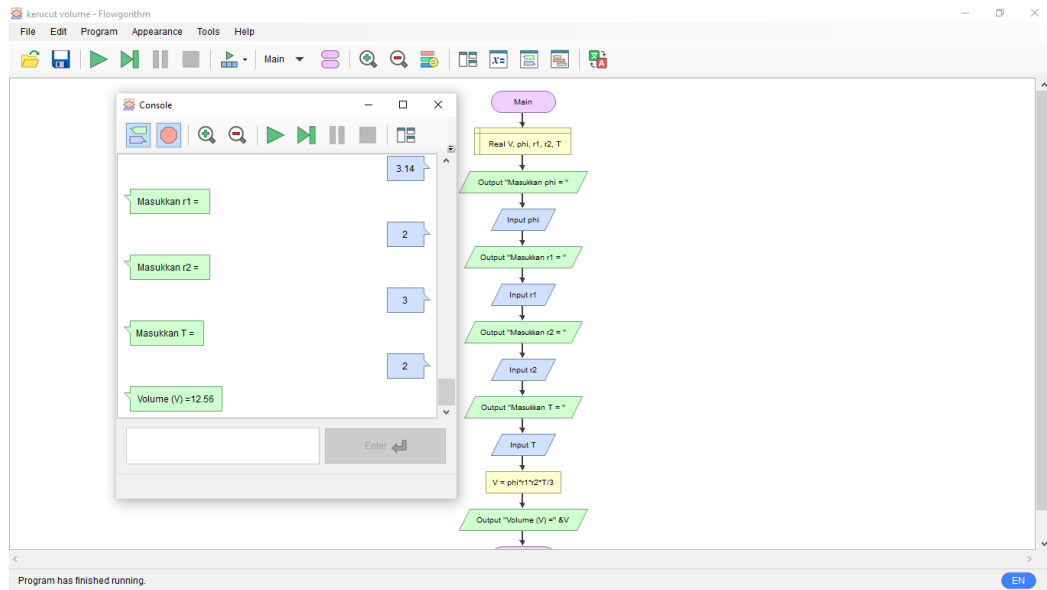 kerucut volume - Flowgorithm
File Edit Program Appearance Tools Help
Main
x=
Console
3.14
Masukkan r1 =
2
Masukkan r2 =
3
Masukkan T =
2
Volume (V) =12.56
Enter
Main
Real V, phi, r1, r2, T
Output "Masukkan phi = "
Input phi
Output "Masukkan r1 = "
Input r1
Output "Masukkan r2 = "
Input r2
Output "Masukkan T = "
Input T
V = phi*r1*r2*T/3
Output "Volume (V) =" &V
Program has finished running.
EN